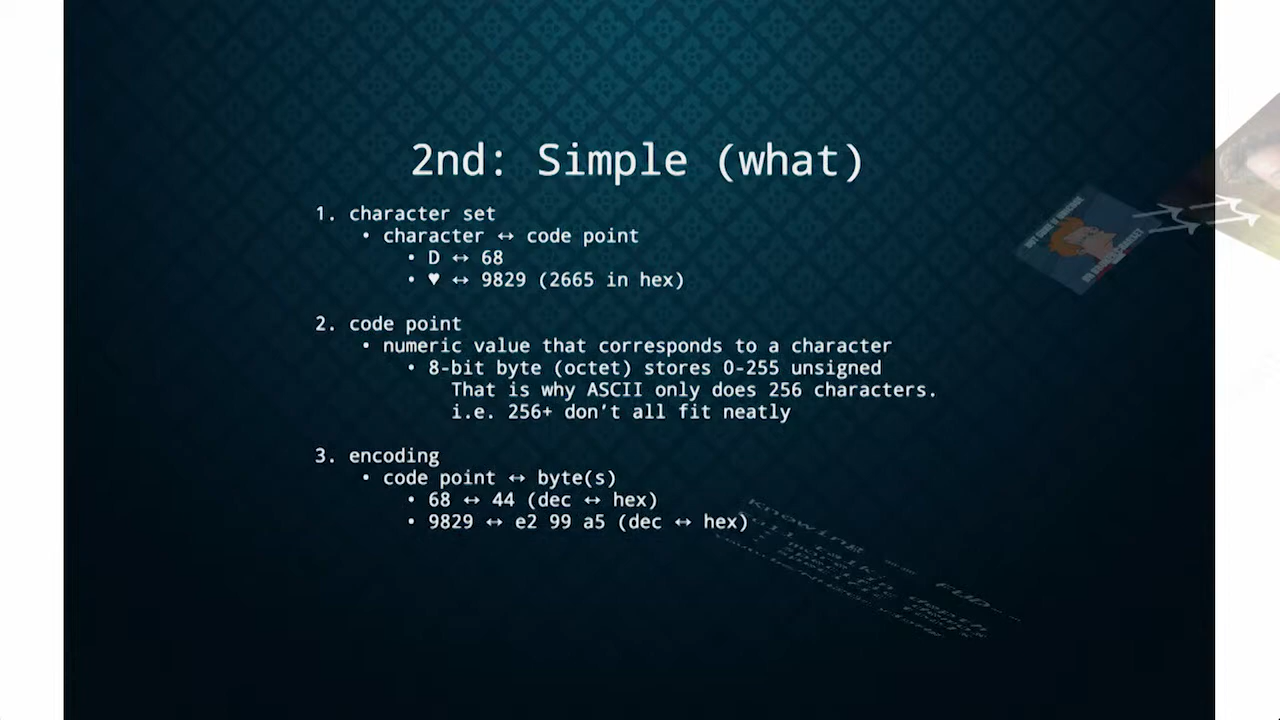 2nd: Simple (what)
1. character set
• character ↔ code point
• D ↔ 68
• ♥ ↔ 9829 (2665 in hex)
2. code point
• numeric value that corresponds to a character
• 8-bit byte (octet) stores 0-255 unsigned
That is why ASCII only does 256 characters.
i.e. 256+ don’t all fit neatly
3. encoding
• code point ↔ byte(s)
• 68 ↔ 44 (dec ↔ hex)
• 9829 ↔ e2 99 a5 (dec ↔ hex)
Knowing FUD